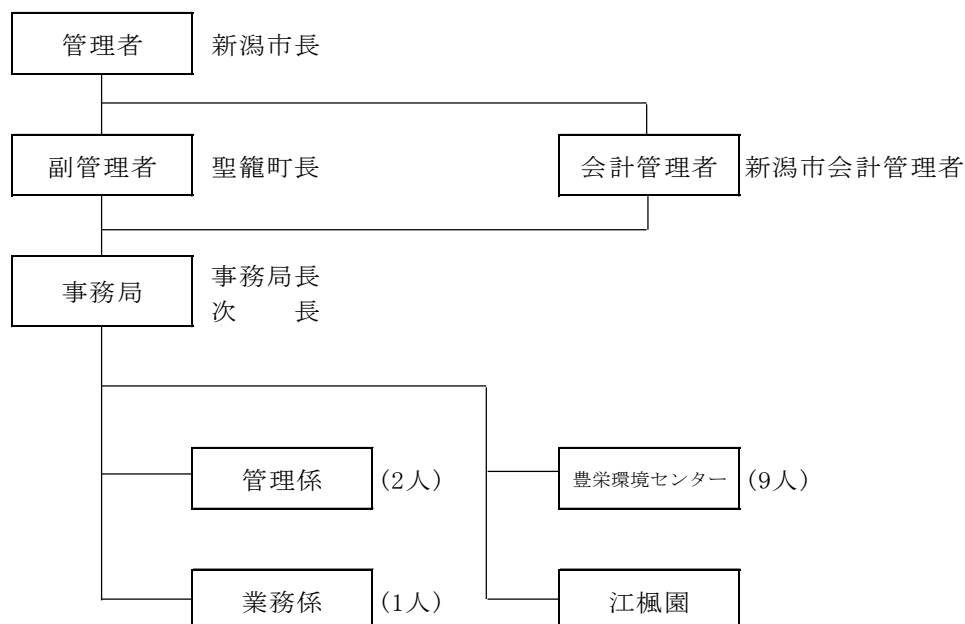 管理者 新潟市長
副管理者 聖籠町長 会計管理者 新潟市会計管理者
事務局 事務局長
次　　長
管理係 (2人) 豊栄環境センター (9人)
業務係 (1人) 江楓園